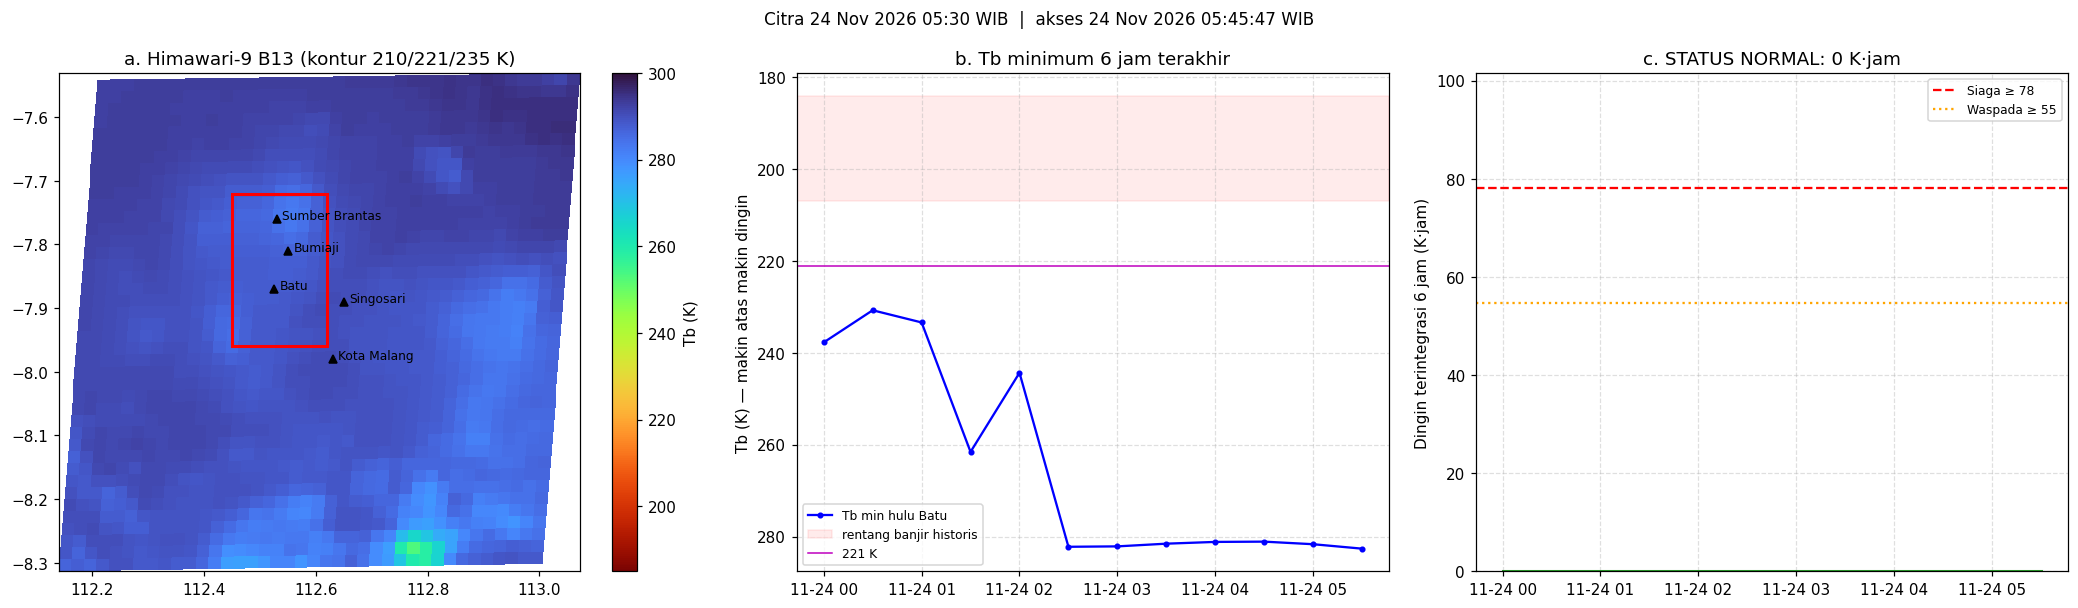 Citra 24 Nov 2026 05:30 WIB | akses 24 Nov 2026 05:45:47 WIB
a. Himawari-9 B13 (kontur 210/221/235 K)
−7.6
−7.7
−7.8
−7.9
−8.0
−8.1
−8.2
−8.3
112.2
112.4
112.6
112.8
113.0
Sumber Brantas
Bumiaji
Batu
Singosari
Kota Malang
300
280
260
240
220
200
Tb (K)
b. Tb minimum 6 jam terakhir
Tb (K) — makin atas makin dingin
180
200
220
240
260
280
Tb min hulu Batu
rentang banjir historis
221 K
11-24 00
11-24 01
11-24 02
11-24 03
11-24 04
11-24 05
c. STATUS NORMAL: 0 K·jam
Dingin terintegrasi 6 jam (K·jam)
100
80
60
40
20
0
Siaga ≥ 78
Waspada ≥ 55
11-24 00
11-24 01
11-24 02
11-24 03
11-24 04
11-24 05